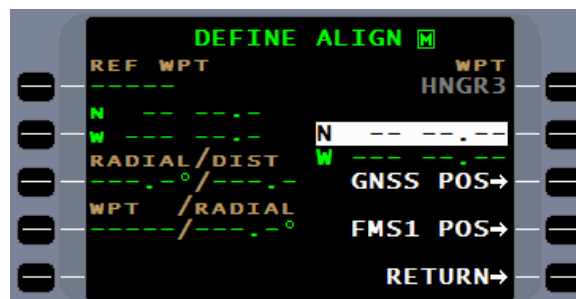 DEFINE ALIGN M
REF WPT WPT
----- HNGR3
N -- --.-
W --- --.- N -- --.--
RADIAL/DIST W --- --.--
---.-°/---.- GNSS POS→
WPT /RADIAL
-----/---.-° FMS1 POS→
RETURN→